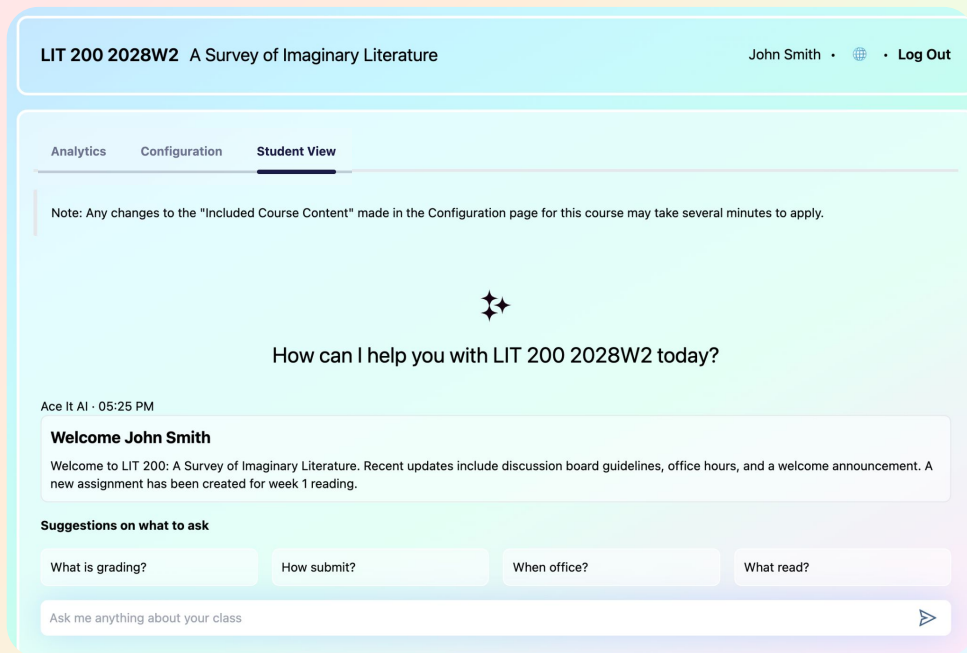 LIT 200 2028W2 A Survey of Imaginary Literature
John Smith • • Log Out
Analytics Configuration Student View
Note: Any changes to the "Included Course Content" made in the Configuration page for this course may take several minutes to apply.
How can I help you with LIT 200 2028W2 today?
Ace It AI · 05:25 PM
Welcome John Smith
Welcome to LIT 200: A Survey of Imaginary Literature. Recent updates include discussion board guidelines, office hours, and a welcome announcement. A
new assignment has been created for week 1 reading.
Suggestions on what to ask
What is grading? How submit? When office? What read?
Ask me anything about your class